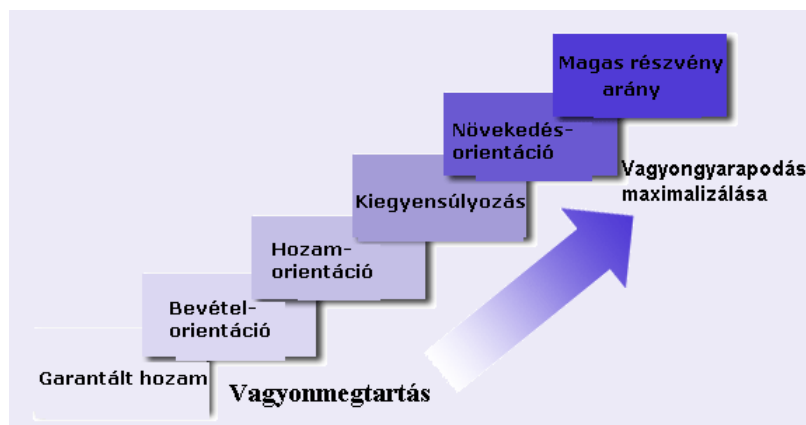 Magas részvény
arány
Növekedés-
orientáció
Vagyongyarapodás
maximalizálása
Kiegyensúlyozás
Hozam-
orientáció
Bevétel-
orientáció
Garantált hozam
Vagyonmegtartás